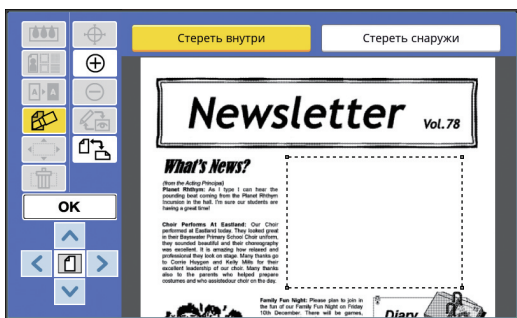 Стереть внутри
Стереть снаружи
A A
OK
Newsletter Vol. 78
What's News?
(from the Acting Principal)
Planet Rhthym: As I type I can hear the
pounding beat coming from the Planet Rhthym
Incursion in the hall. I'm sure our students are
having a great time!
Choir Performs At Eastland: Our Choir
performed at Eastland today. They looked great
in their Bayswater Primary School Choir uniform,
they sounded beautiful and their choreography
was excellent. It is amazing how relaxed and
professional they look on stage. Many thanks go
to Corrie Huygen and Kelly Mills for their
excellent leadership of our choir. Many thanks
also to the parents who helped prepare
costumes and who assistedour choir on the day.
Family Fun Night: Please plan to join in
the fun of our Family Fun Night on Friday
10th December. There will be games,
Diary